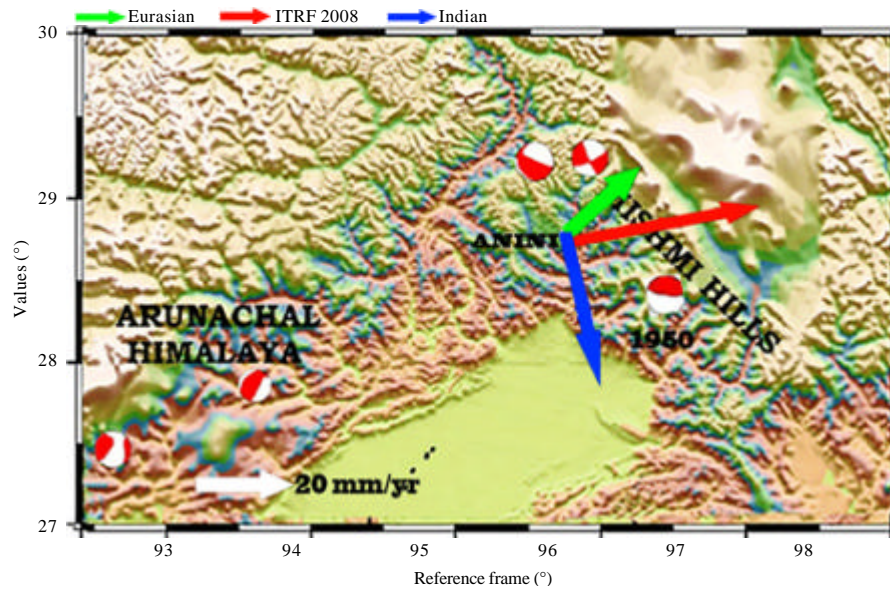 Eurasian ITRF 2008 Indian
30
29
28
27
Values (°)
ANINI
MISHMI HILLS
1950
ARUNACHAL
HIMALAYA
20 mm/yr
93 94 95 96 97 98
Reference frame (°)